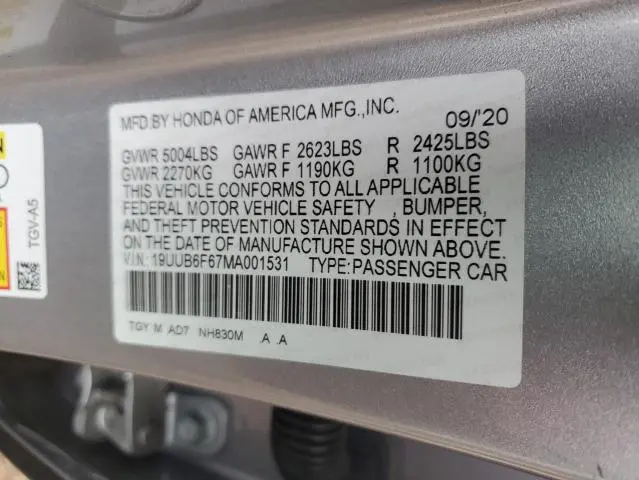 MFD.BY HONDA OF AMERICA MFG.,INC. 09/'20
GVWR 5004LBS GAWR F 2623LBS R 2425LBS
GVWR 2270KG GAWR F 1190KG R 1100KG
THIS VEHICLE CONFORMS TO ALL APPLICABLE
FEDERAL MOTOR VEHICLE SAFETY , BUMPER,
AND THEFT PREVENTION STANDARDS IN EFFECT
ON THE DATE OF MANUFACTURE SHOWN ABOVE.
V.I.N.: 19UUB6F67MA001531 TYPE:PASSENGER CAR
TGY M AD7 NH830M .A .A
TGV-A5